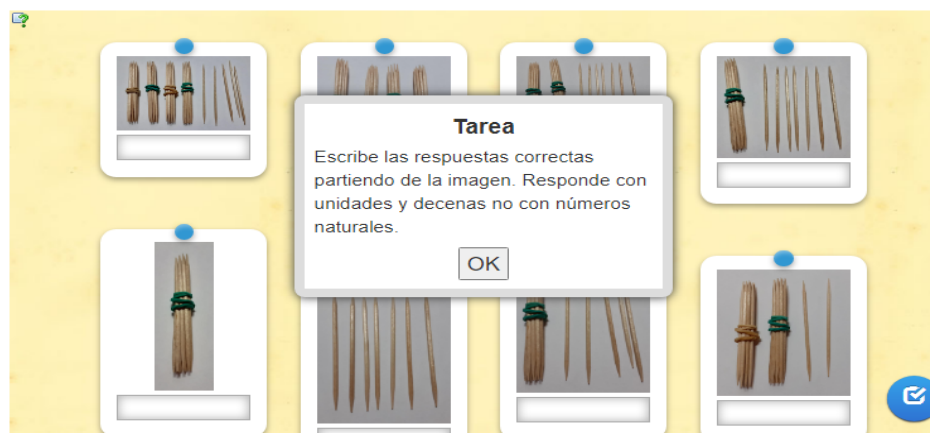 Tarea
Escribe las respuestas correctas
partiendo de la imagen. Responde con
unidades y decenas no con números
naturales.
OK